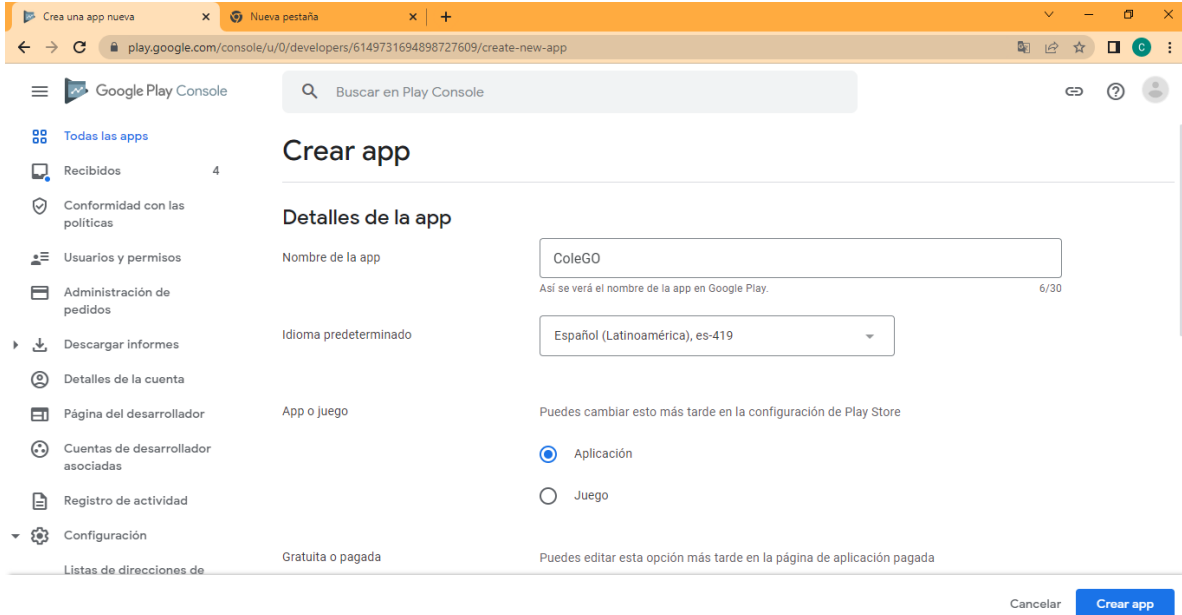 Crea una app nueva
Nueva pestaña
play.google.com/console/u/0/developers/6149731694898727609/create-new-app
C
Google Play Console
Buscar en Play Console
Todas las apps
Recibidos 4
Conformidad con las
políticas
Usuarios y permisos
Administración de
pedidos
Descargar informes
Detalles de la cuenta
Página del desarrollador
Cuentas de desarrollador
asociadas
Registro de actividad
Configuración
Listas de direcciones de
Crear app
Detalles de la app
Nombre de la app
ColeGO
Así se verá el nombre de la app en Google Play. 6/30
Idioma predeterminado
Español (Latinoamérica), es-419
App o juego
Puedes cambiar esto más tarde en la configuración de Play Store
Aplicación
Juego
Gratuita o pagada
Puedes editar esta opción más tarde en la página de aplicación pagada
Cancelar
Crear app